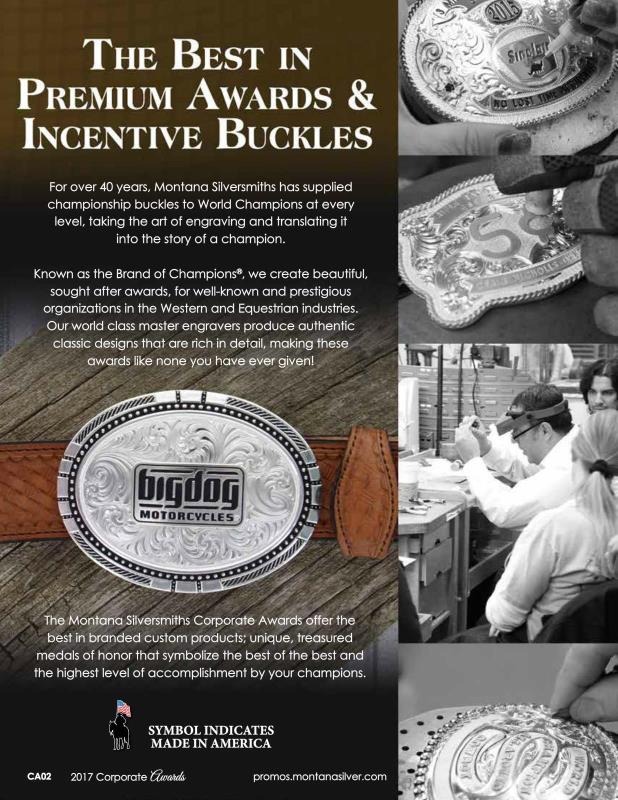 THE BEST IN
PREMIUM AWARDS &
INCENTIVE BUCKLES
For over 40 years, Montana Silversmiths has supplied
championship buckles to World Champions at every
level, taking the art of engraving and translating it
into the story of a champion.
Known as the Brand of Champions®, we create beautiful,
sought after awards, for well-known and prestigious
organizations in the Western and Equestrian industries.
Our world class master engravers produce authentic
classic designs that are rich in detail, making these
awards like none you have ever given!
bigdog
MOTORCYCLES
The Montana Silversmiths Corporate Awards offer the
best in branded custom products; unique, treasured
medals of honor that symbolize the best of the best and
the highest level of accomplishment by your champions.
SYMBOL INDICATES
MADE IN AMERICA
CA02 2017 Corporate Awards promos.montanasilver.com
2015
Sinclair
NO LOST TIME